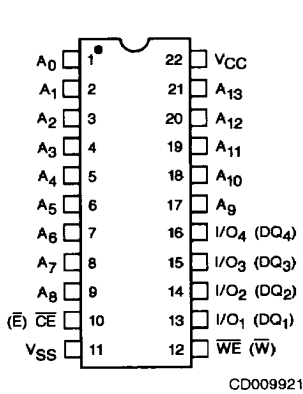 A0 1 22 VCC
A1 2 21 A13
A2 3 20 A12
A3 4 19 A11
A4 5 18 A10
A5 6 17 A9
A6 7 16 I/O4 (DQ4)
A7 8 15 I/O3 (DQ3)
A8 9 14 I/O2 (DQ2)
(E̅) C̅E̅ 10 13 I/O1 (DQ1)
VSS 11 12 W̅E̅ (W̅)
CD009921